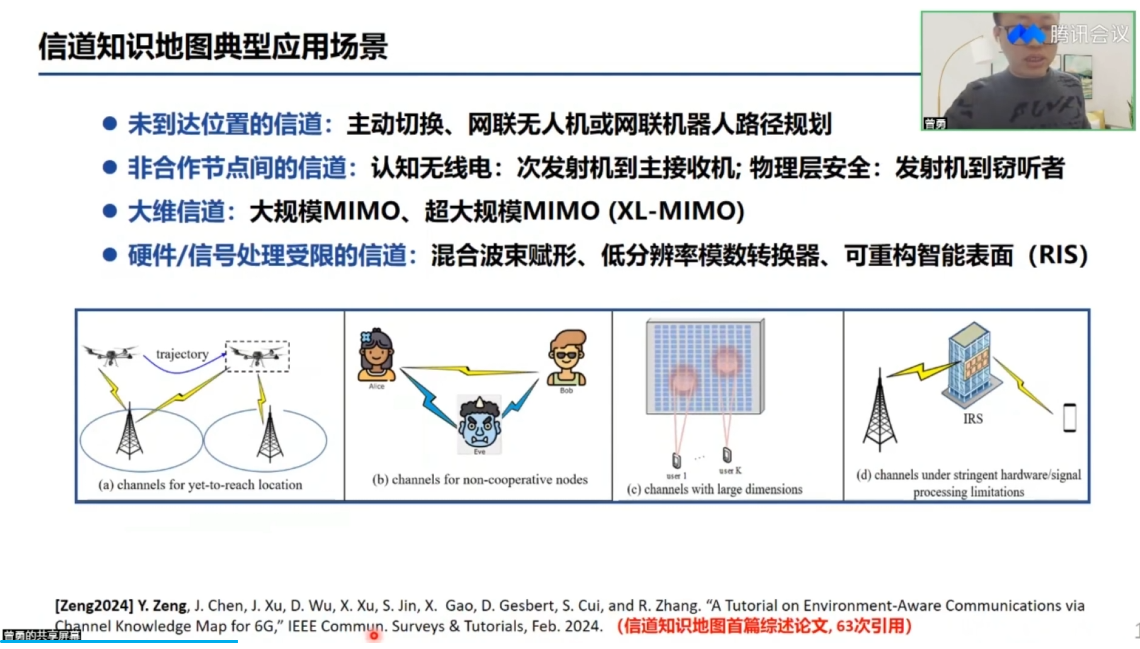 信道知识地图典型应用场景
腾讯会议
曾勇
● 未到达位置的信道：主动切换、网联无人机或网联机器人路径规划
● 非合作节点间的信道：认知无线电：次发射机到主接收机; 物理层安全：发射机到窃听者
● 大维信道：大规模MIMO、超大规模MIMO (XL-MIMO)
● 硬件/信号处理受限的信道：混合波束赋形、低分辨率模数转换器、可重构智能表面（RIS）
trajectory
(a) channels for yet-to-reach location
Alice
Bob
Eve
(b) channels for non-cooperative nodes
user 1
...
user K
(c) channels with large dimensions
IRS
(d) channels under stringent hardware/signal
processing limitations
[Zeng2024] Y. Zeng, J. Chen, J. Xu, D. Wu, X. Xu, S. Jin, X. Gao, D. Gesbert, S. Cui, and R. Zhang. “A Tutorial on Environment-Aware Communications via
Channel Knowledge Map for 6G,” IEEE Commun. Surveys & Tutorials, Feb. 2024. （信道知识地图首篇综述论文, 63次引用）
曾勇的共享屏幕